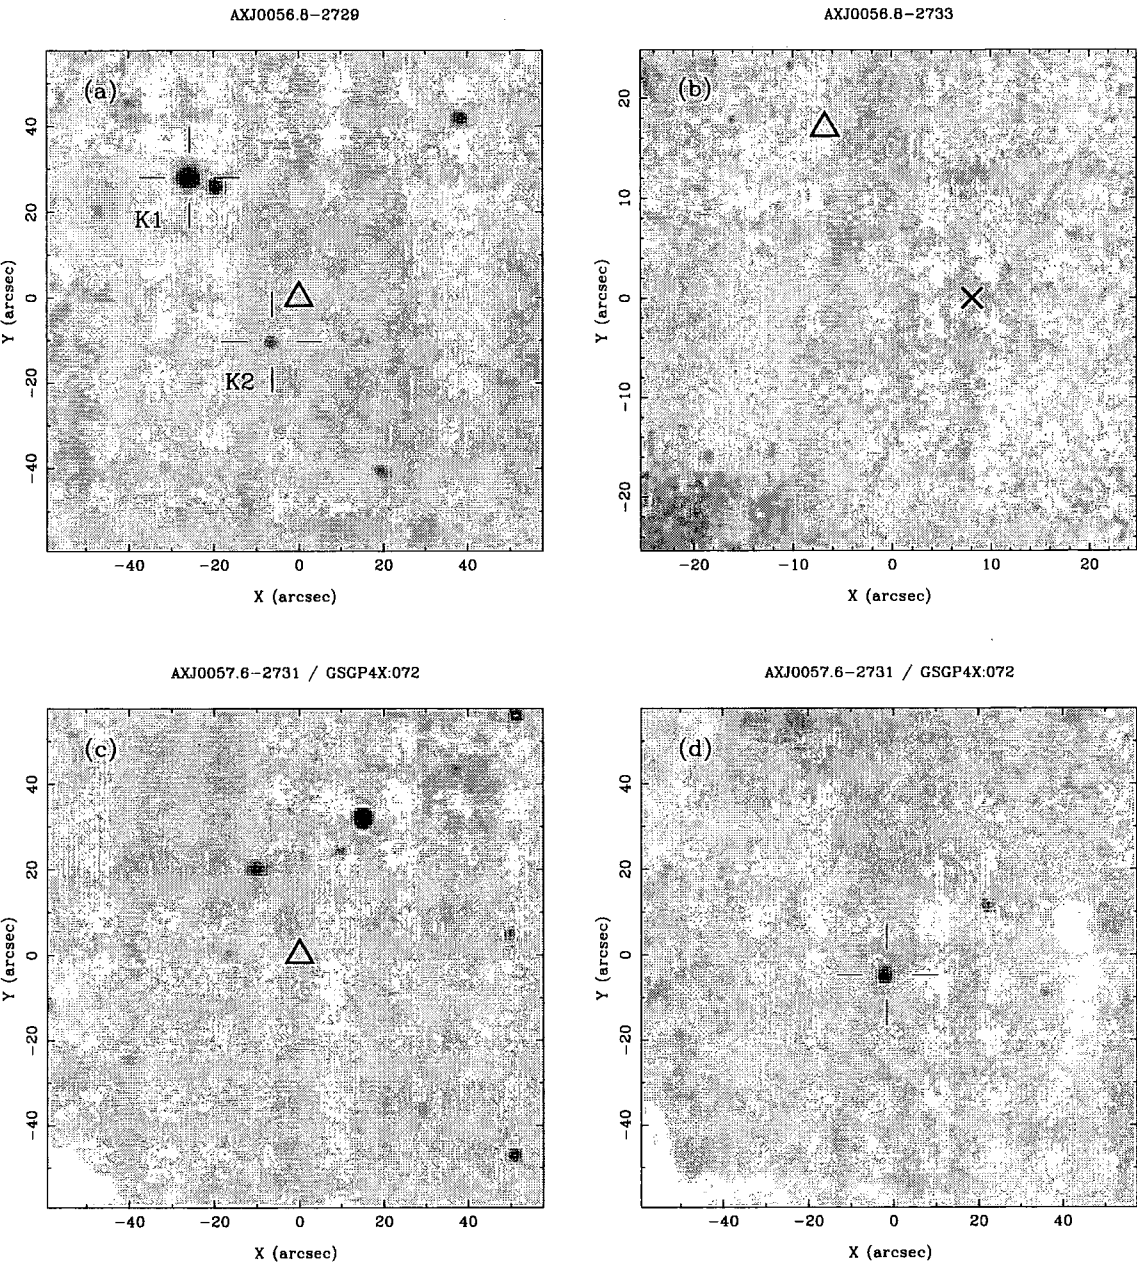 AXJ0056.8−2729
AXJ0056.8−2733
(a)
K1
K2
40
20
0
−20
−40
Y (arcsec)
−40 −20 0 20 40
X (arcsec)
(b)
20
10
0
−10
−20
Y (arcsec)
−20 −10 0 10 20
X (arcsec)
AXJ0057.6−2731 / GSGP4X:072
AXJ0057.6−2731 / GSGP4X:072
(c)
40
20
0
−20
−40
Y (arcsec)
−40 −20 0 20 40
X (arcsec)
(d)
40
20
0
−20
−40
Y (arcsec)
−40 −20 0 20 40
X (arcsec)